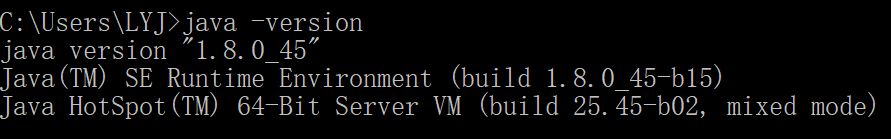 C:\Users\LYJ>java -version
java version "1.8.0_45"
Java(TM) SE Runtime Environment (build 1.8.0_45-b15)
Java HotSpot(TM) 64-Bit Server VM (build 25.45-b02, mixed mode)